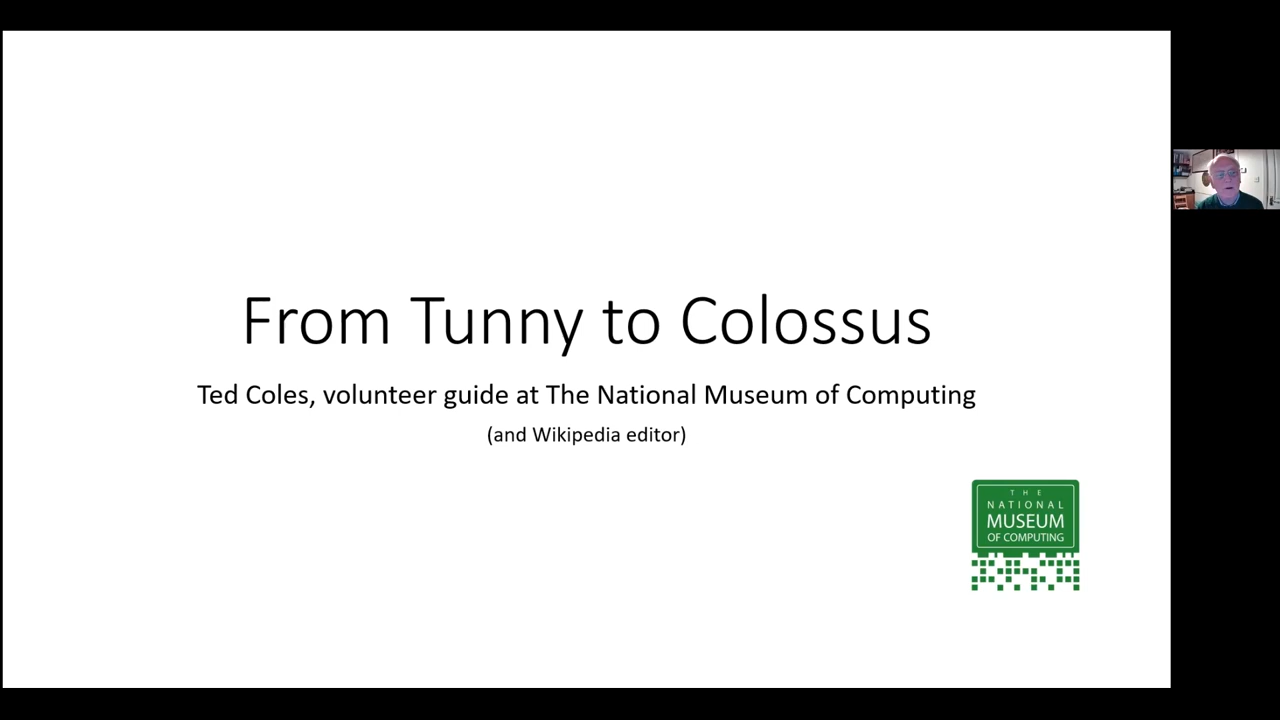 From Tunny to Colossus
Ted Coles, volunteer guide at The National Museum of Computing
(and Wikipedia editor)
THE
NATIONAL
MUSEUM
OF COMPUTING